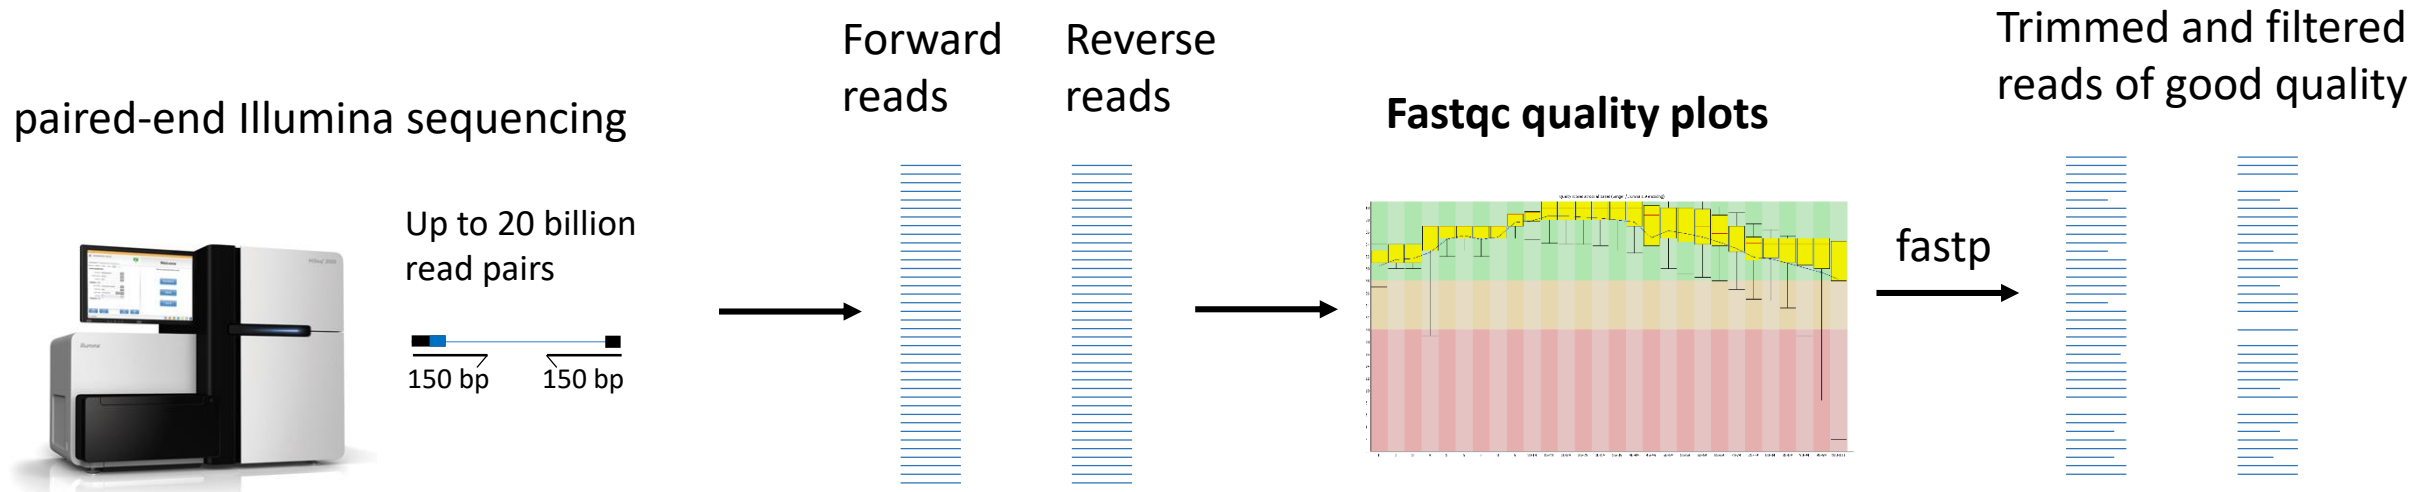 paired-end Illumina sequencing
Up to 20 billion
read pairs
150 bp
150 bp
Forward
reads
Reverse
reads
Fastqc quality plots
fastp
Trimmed and filtered
reads of good quality